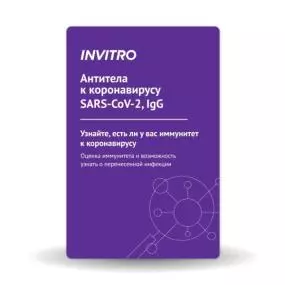 INVITRO
Антитела
к коронавирусу
SARS-CoV-2, IgG
Узнайте, есть ли у вас иммунитет
к коронавирусу
Оценка иммунитета и возможность
узнать о перенесенной инфекции